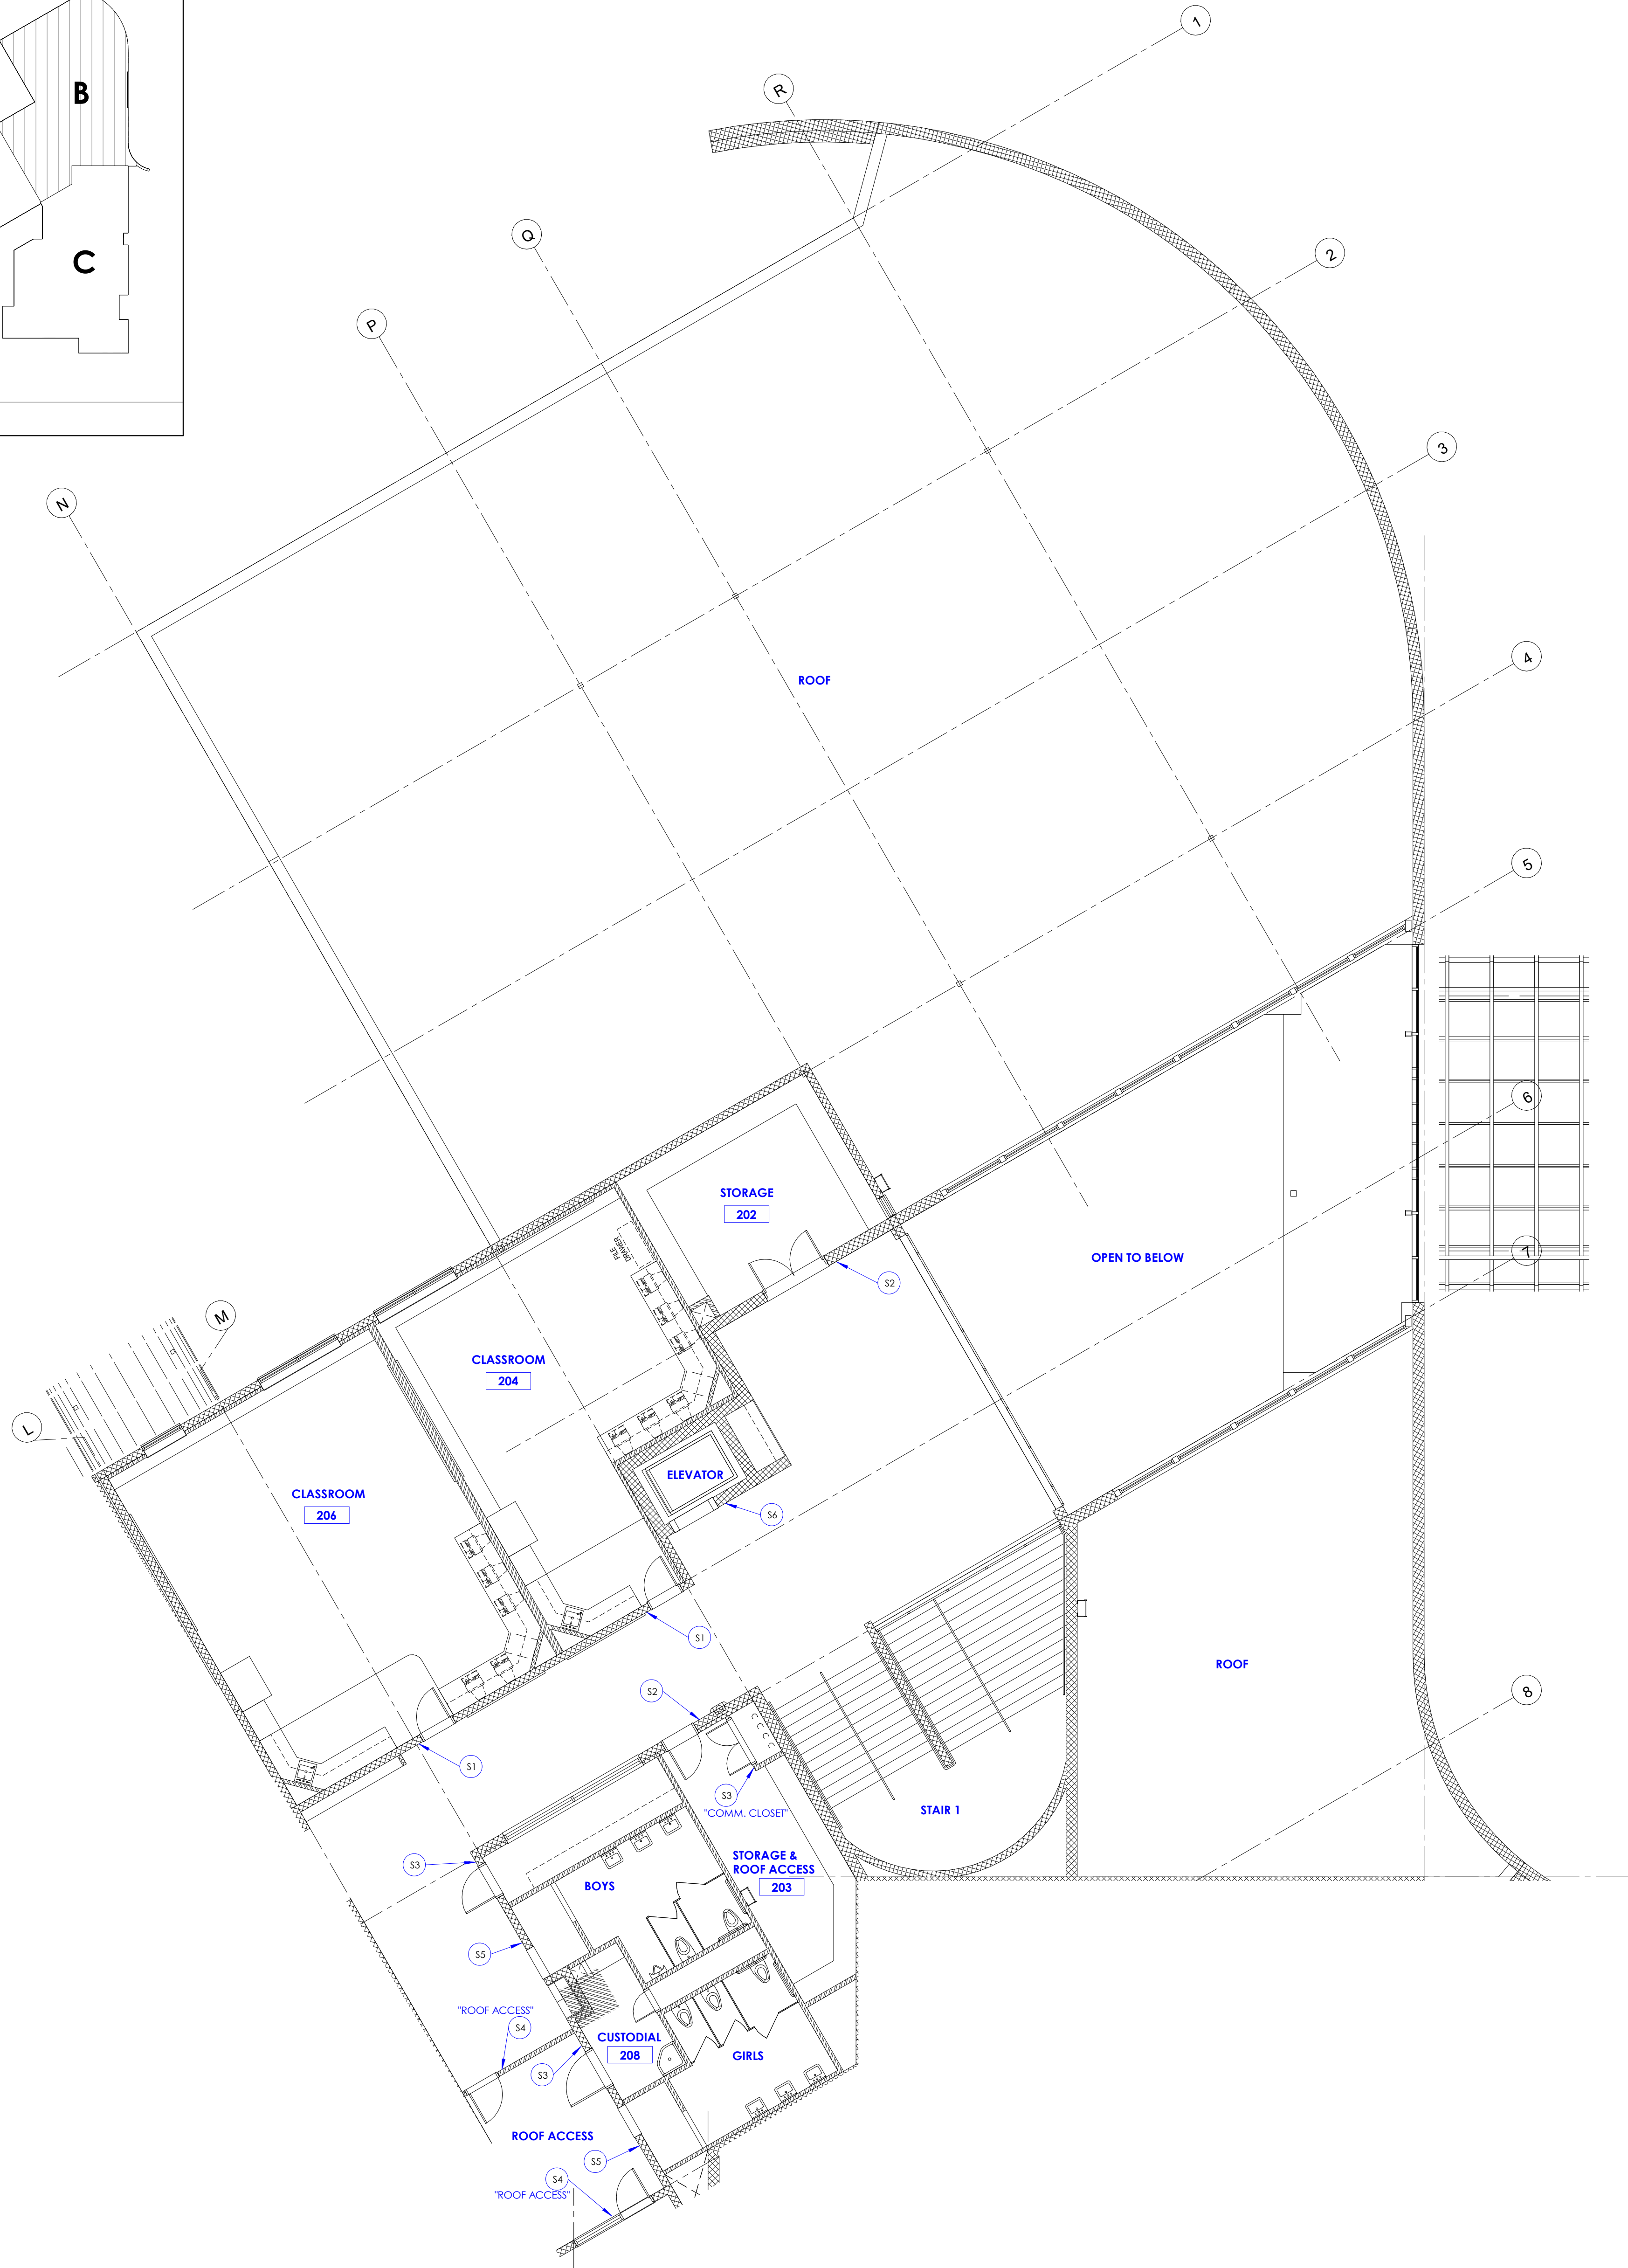 B
C
1
R
2
Q
P
3
N
4
ROOF
5
6
STORAGE
202
FILE
DRAWER
7
OPEN TO BELOW
S2
M
L
CLASSROOM
204
ELEVATOR
CLASSROOM
206
S6
S1
ROOF
8
S2
S1
S3
"COMM. CLOSET"
STAIR 1
S3
STORAGE &
ROOF ACCESS
203
BOYS
S5
"ROOF ACCESS"
S4
CUSTODIAL
208
GIRLS
S3
ROOF ACCESS
S5
S4
"ROOF ACCESS"